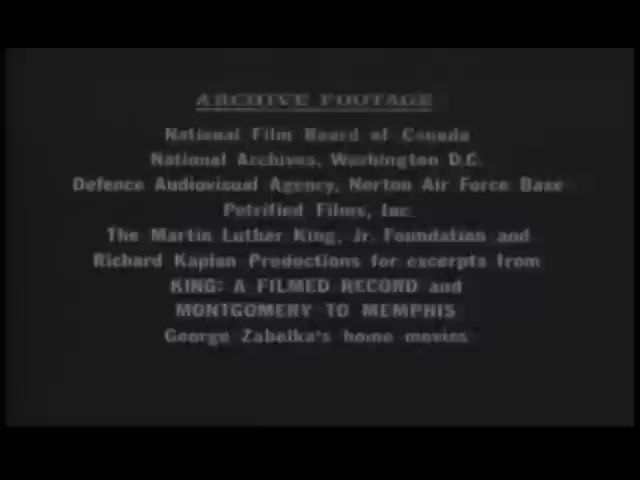 ARCHIVE FOOTAGE
National Film Board of Canada
National Archives, Washington D.C.
Defence Audiovisual Agency, Norton Air Force Base
Petrified Films, Inc.
The Martin Luther King, Jr. Foundation and
Richard Kaplan Productions for excerpts from
KING: A FILMED RECORD and
MONTGOMERY TO MEMPHIS
George Zabelka's home movies